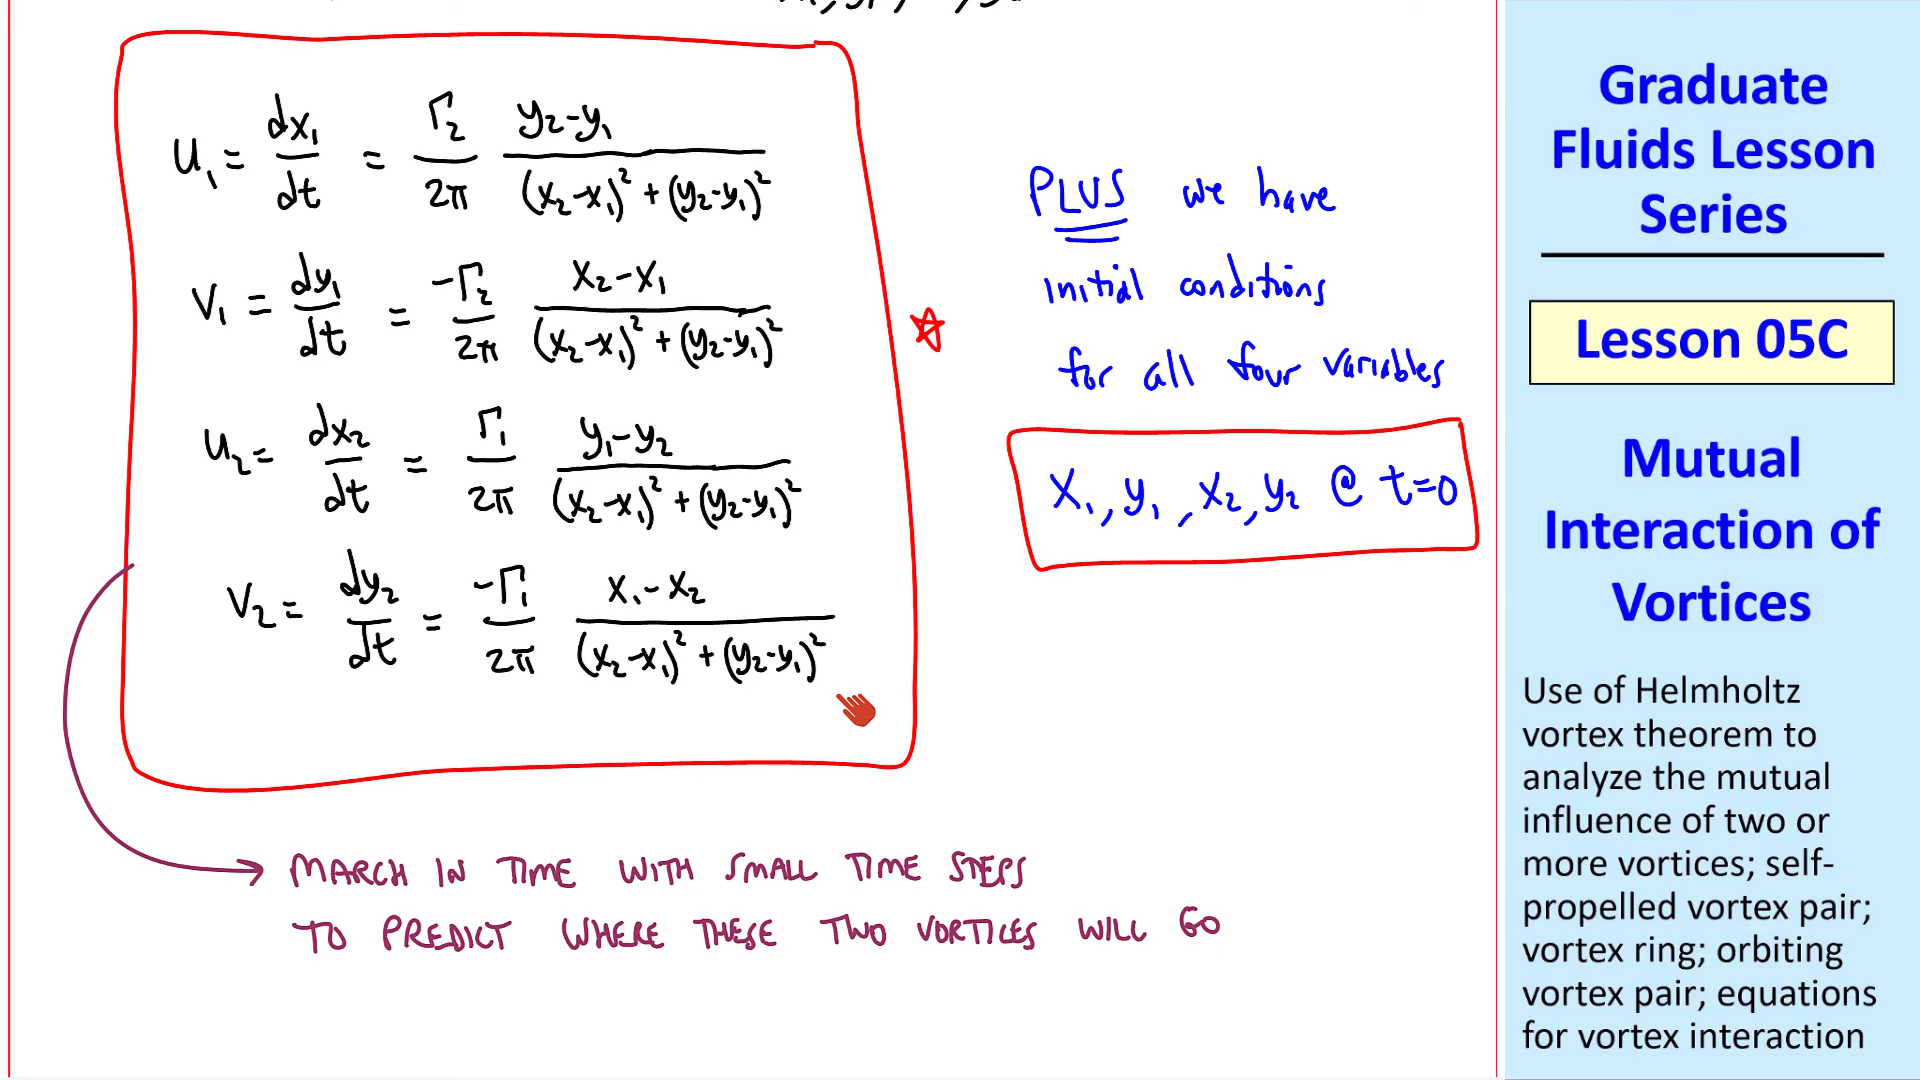 u₁ = dx₁/dt = Γ₂/2π (y₂-y₁)/((x₂-x₁)² + (y₂-y₁)²)
v₁ = dy₁/dt = -Γ₂/2π (x₂-x₁)/((x₂-x₁)² + (y₂-y₁)²)
u₂ = dx₂/dt = Γ₁/2π (y₁-y₂)/((x₂-x₁)² + (y₂-y₁)²)
v₂ = dy₂/dt = -Γ₁/2π (x₁-x₂)/((x₂-x₁)² + (y₂-y₁)²)
PLUS we have
initial conditions
for all four variables
x₁, y₁, x₂, y₂ @ t=0
MARCH IN TIME WITH SMALL TIME STEPS
TO PREDICT WHERE THESE TWO VORTICES WILL GO
Graduate
Fluids Lesson
Series
Lesson 05C
Mutual
Interaction of
Vortices
Use of Helmholtz
vortex theorem to
analyze the mutual
influence of two or
more vortices; self-
propelled vortex pair;
vortex ring; orbiting
vortex pair; equations
for vortex interaction